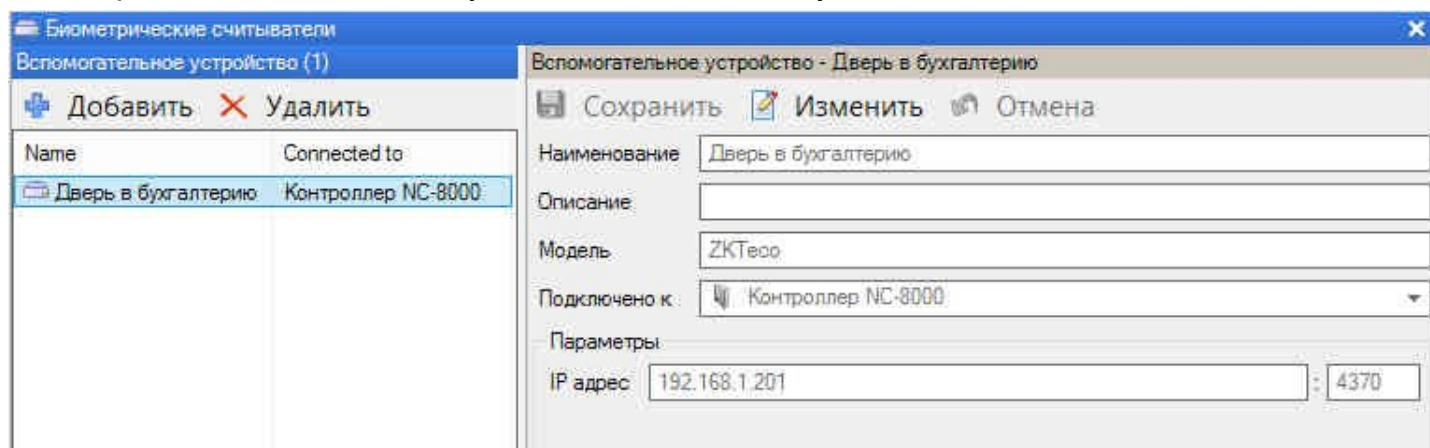 Биометрические считыватели
Вспомогательное устройство (1)
Добавить Удалить
Name Connected to
Дверь в бухгалтерию Контроллер NC-8000
Вспомогательное устройство - Дверь в бухгалтерию
Сохранить Изменить Отмена
Наименование Дверь в бухгалтерию
Описание
Модель ZKTeco
Подключено к Контроллер NC-8000
Параметры
IP адрес 192.168.1.201 : 4370